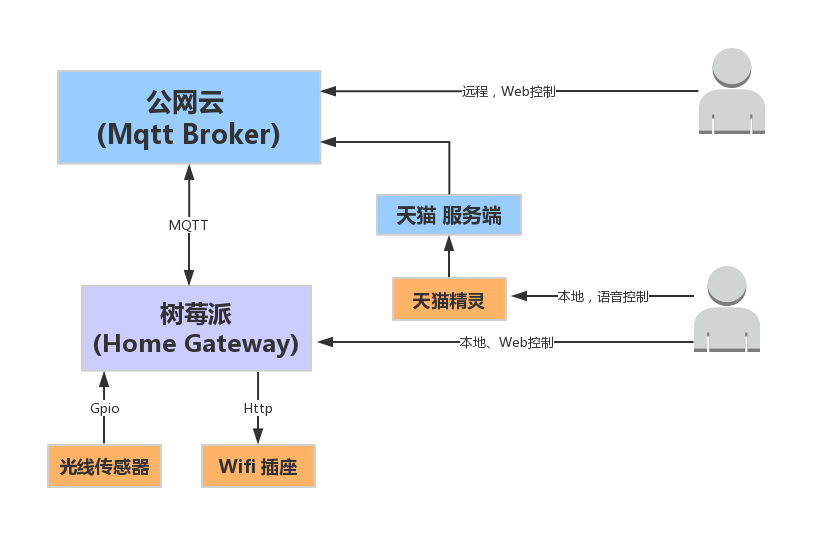 公网云
(Mqtt Broker)
远程，Web控制
天猫 服务端
MQTT
天猫精灵
本地，语音控制
树莓派
(Home Gateway)
本地、Web控制
Gpio
Http
光线传感器
Wifi 插座